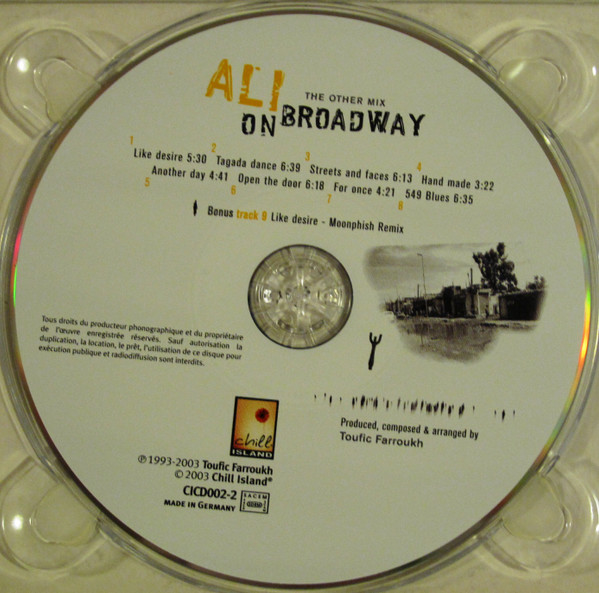 ALI
THE OTHER MIX
ON BROADWAY
1 2 3 4
Like desire 5:30 Tagada dance 6:39 Streets and faces 6:13 Hand made 3:22
Another day 4:41 Open the door 6:18 For once 4:21 549 Blues 6:35
5 6 7 8
Bonus track 9 Like desire - Moonphish Remix
Tous droits du producteur phonographique et du propriétaire
de l'œuvre enregistrée réservés. Sauf autorisation la
duplication, la location, le prêt, l'utilisation de ce disque pour
exécution publique et radiodiffusion sont interdits.
Produced, composed & arranged by
Toufic Farroukh
chill
ISLAND
℗ 1993-2003 Toufic Farroukh
© 2003 Chill Island®
CICD002-2
SACEM
MADE IN GERMANY